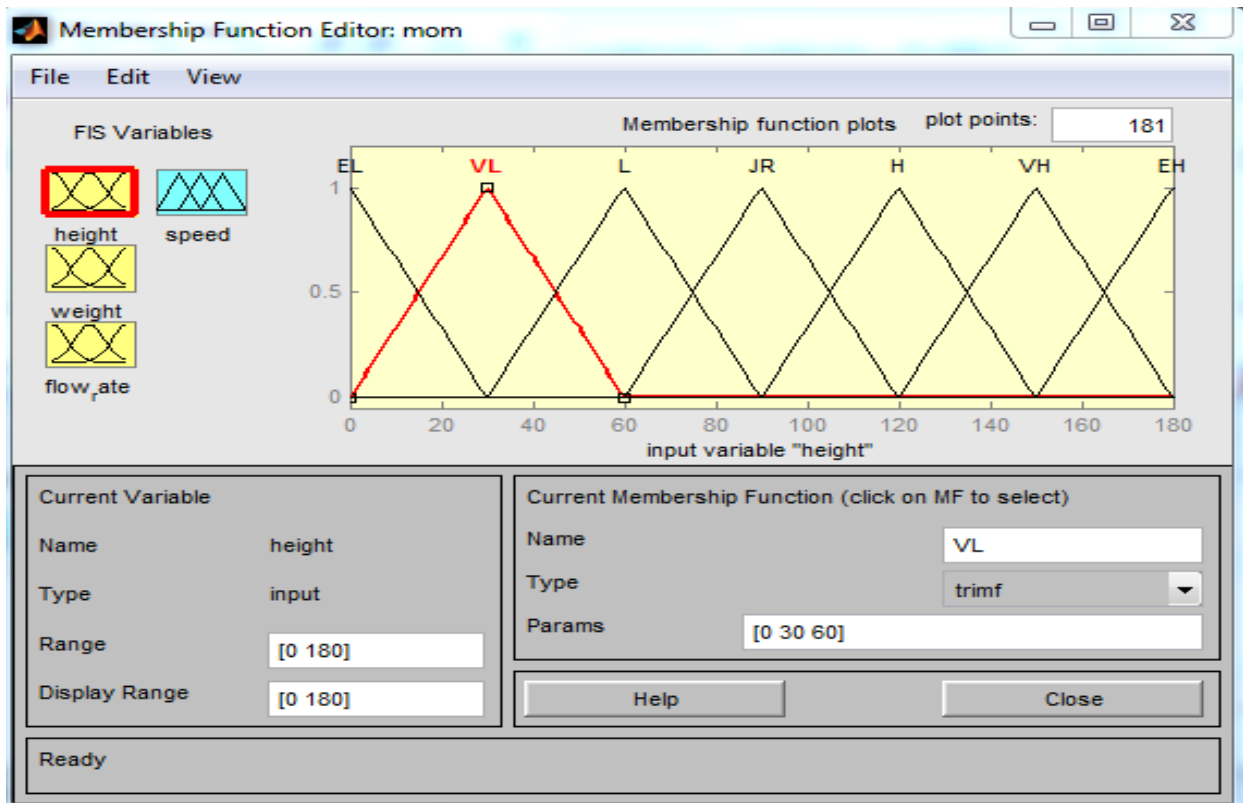 Membership Function Editor: mom
File Edit View
FIS Variables
height
speed
weight
flow_rate
Membership function plots plot points: 181
EL VL L JR H VH EH
1
0.5
0
0 20 40 60 80 100 120 140 160 180
input variable "height"
Current Variable
Name height
Type input
Range [0 180]
Display Range [0 180]
Current Membership Function (click on MF to select)
Name VL
Type trimf
Params [0 30 60]
Help Close
Ready